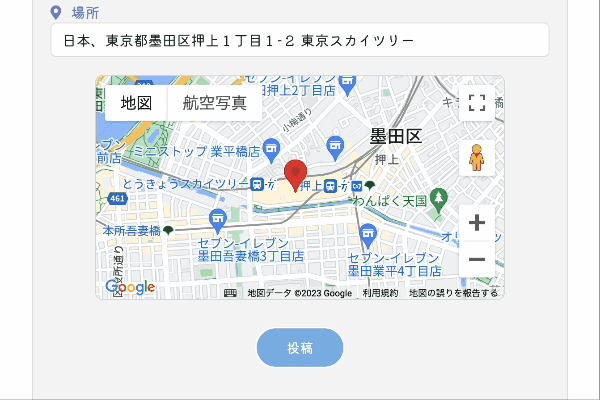 場所
日本、東京都墨田区押上１丁目１-２ 東京スカイツリー
セブン-イレブン
押上2丁目店
地図
航空写真
小梅通り
墨田区
ミニストップ 業平橋店
押上
とうきょうスカイツリー
押上
わんぱく天国
461
本所吾妻橋
セブン-イレブン
墨田吾妻橋3丁目店
セブン-イレブン
墨田業平4丁目店
Google
地図データ ©2023 Google
利用規約
地図の誤りを報告する
投稿